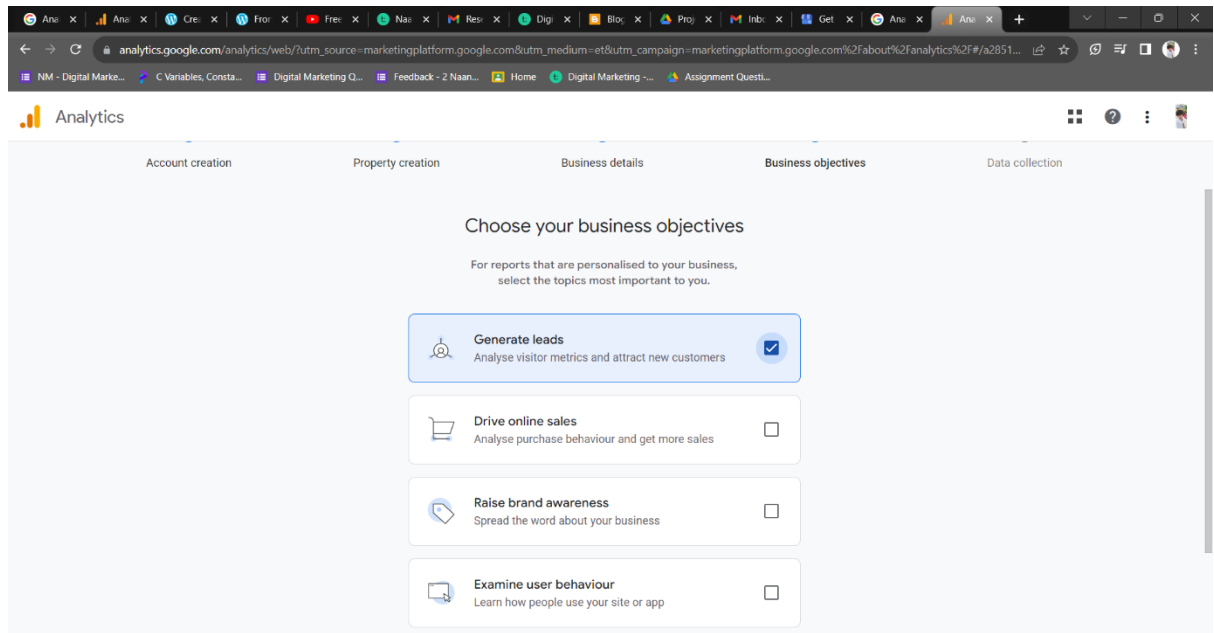 Ana
Ana
Cre
Fror
Free
Naa
Rese
Digi
Bloc
Proj
Inbc
Get
Ana
Ana
analytics.google.com/analytics/web/?utm_source=marketingplatform.google.com&utm_medium=et&utm_campaign=marketingplatform.google.com%2Fabout%2Fanalytics%2F#/a2851...
NM - Digital Marke...
C Variables, Consta...
Digital Marketing Q...
Feedback - 2 Naan...
Home
Digital Marketing -...
Assignment Questi...
Analytics
Account creation
Property creation
Business details
Business objectives
Data collection
Choose your business objectives
For reports that are personalised to your business,
select the topics most important to you.
Generate leads
Analyse visitor metrics and attract new customers
Drive online sales
Analyse purchase behaviour and get more sales
Raise brand awareness
Spread the word about your business
Examine user behaviour
Learn how people use your site or app